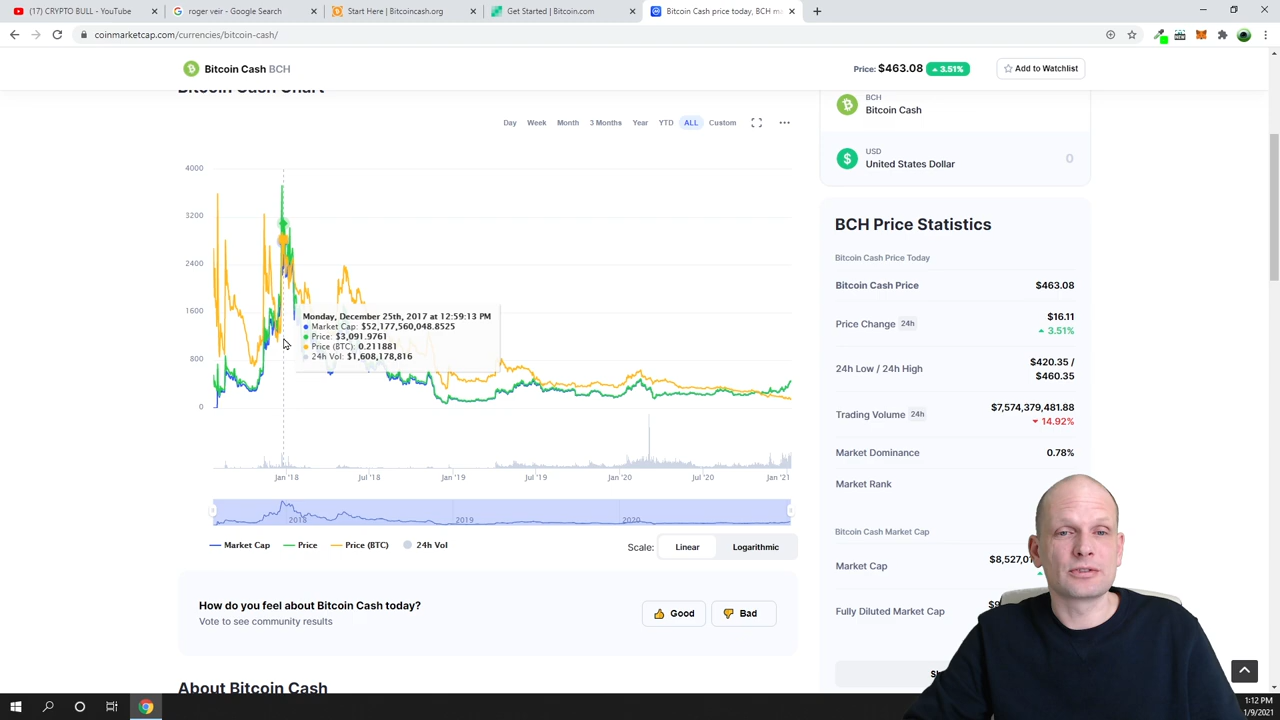 (17) CRYPTO BULL - YouTube
roger veir - Google Search
Start Here | Bitcoincash.org
Get Started | Bitcoin.com
Bitcoin Cash price today, BCH ma
coinmarketcap.com/currencies/bitcoin-cash/
Bitcoin Cash BCH
Price: $463.08 3.51%
Add to Watchlist
Bitcoin Cash Chart
Day Week Month 3 Months Year YTD ALL Custom
4000
3200
2400
1600
800
0
Monday, December 25th, 2017 at 12:59:13 PM
Market Cap: $52,177,560,048.8525
Price: $3,091.9761
Price (BTC): 0.211881
24h Vol: $1,608,178,816
Jan '18 Jul '18 Jan '19 Jul '19 Jan '20 Jul '20 Jan '21
2018 2019 2020
Market Cap Price Price (BTC) 24h Vol
Scale: Linear Logarithmic
How do you feel about Bitcoin Cash today?
Vote to see community results
Good Bad
About Bitcoin Cash
BCH
Bitcoin Cash
USD
United States Dollar 0
BCH Price Statistics
Bitcoin Cash Price Today
Bitcoin Cash Price $463.08
Price Change 24h $16.11
3.51%
24h Low / 24h High $420.35 /
$460.35
Trading Volume 24h $7,574,379,481.88
14.92%
Market Dominance 0.78%
Market Rank
Bitcoin Cash Market Cap
Market Cap
Fully Diluted Market Cap
1:12 PM
1/9/2021